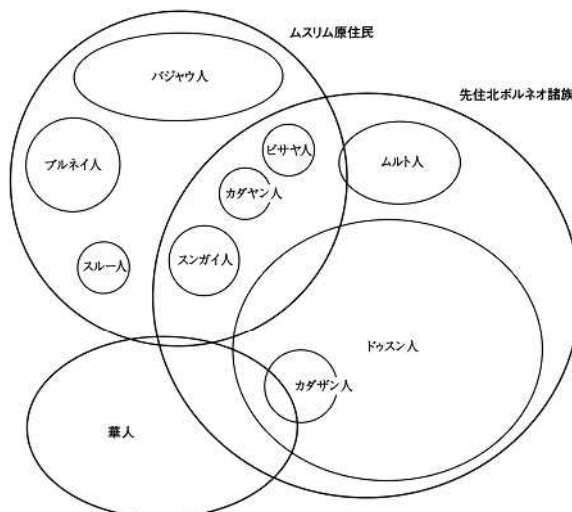 ムスリム原住民
バジャウ人
先住北ボルネオ諸族
ビサヤ人
ムルト人
ブルネイ人
カダヤン人
スンガイ人
スルー人
ドゥスン人
カダザン人
華人